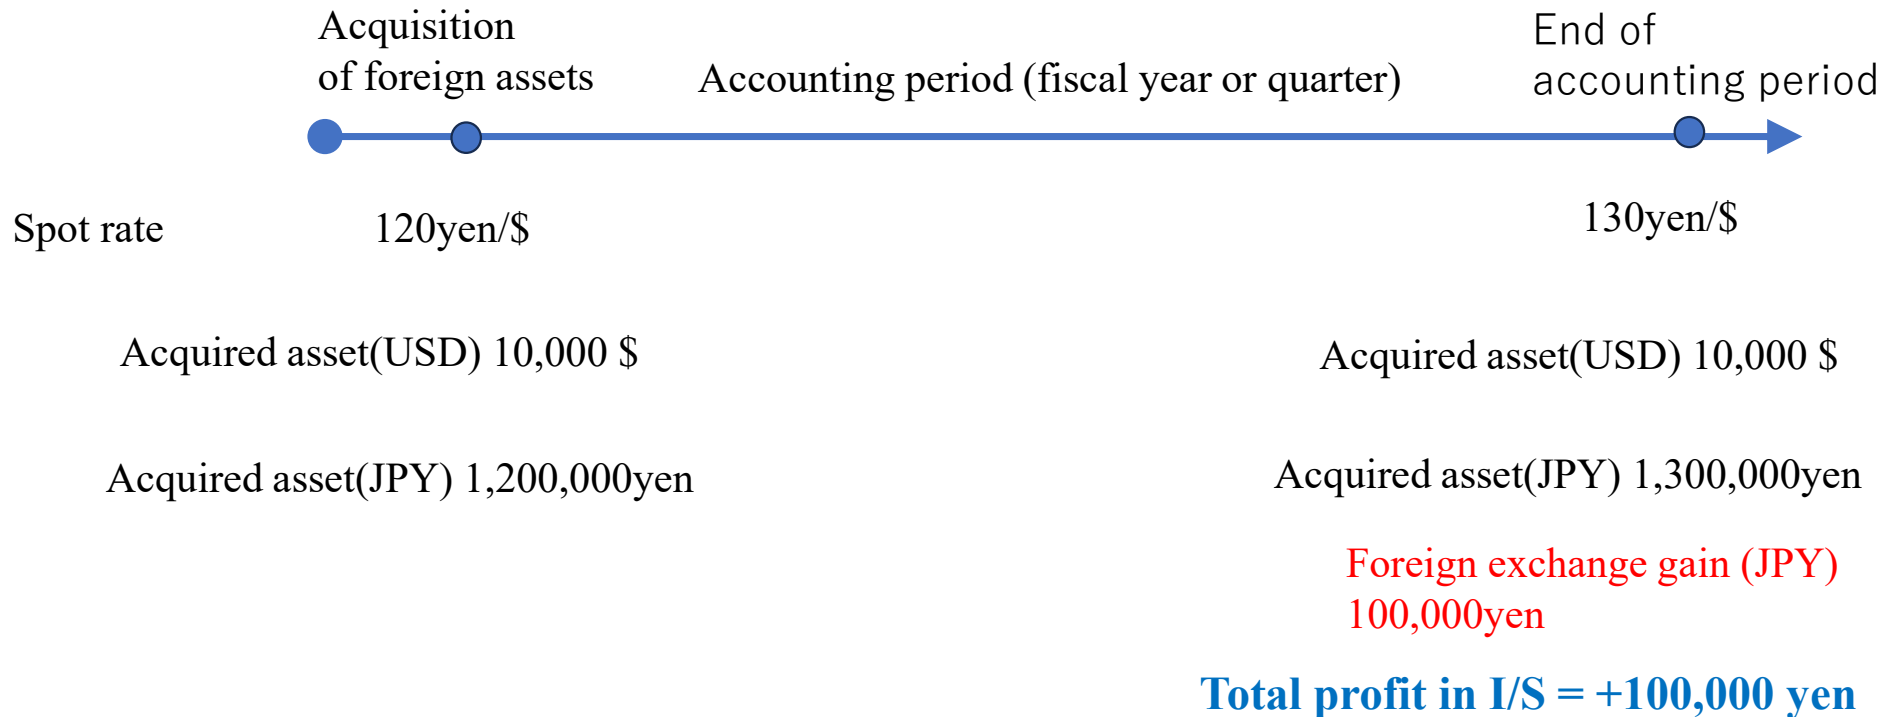 Acquisition
of foreign assets
Accounting period (fiscal year or quarter)
End of
accounting period
Spot rate
120yen/$
130yen/$
Acquired asset(USD) 10,000 $
Acquired asset(USD) 10,000 $
Acquired asset(JPY) 1,200,000yen
Acquired asset(JPY) 1,300,000yen
Foreign exchange gain (JPY)
100,000yen
Total profit in I/S = +100,000 yen